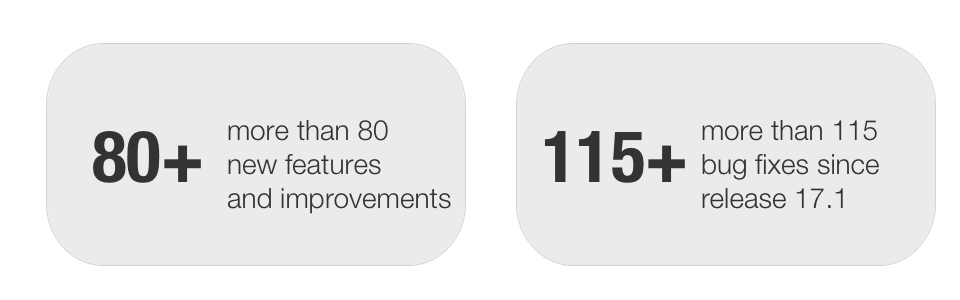 80+
more than 80
new features
and improvements
115+
more than 115
bug fixes since
release 17.1